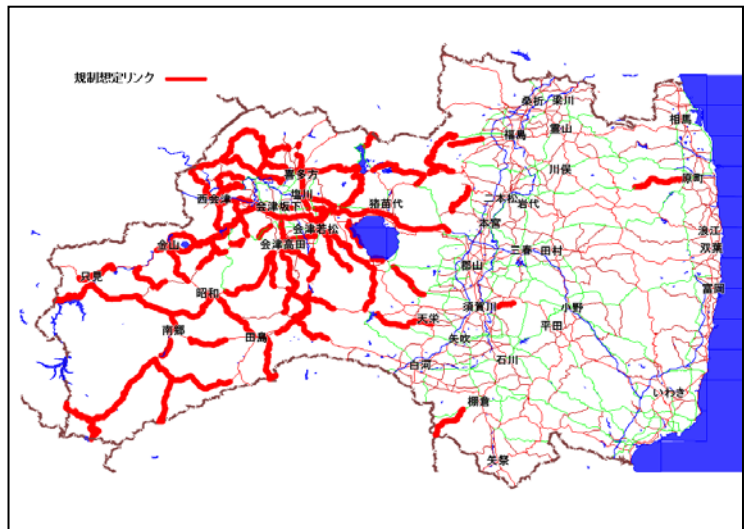 規制想定リンク
桑折
梁川
相馬
福島
霊山
喜多方
川俣
原町
塩川
西会津
猪苗代
二本松
岩代
会津坂下
本宮
会津若松
浪江
金山
会津高田
三春
田村
双葉
郡山
只見
富岡
昭和
須賀川
小野
天栄
平田
南郷
田島
矢吹
石川
白河
いわき
棚倉
矢祭